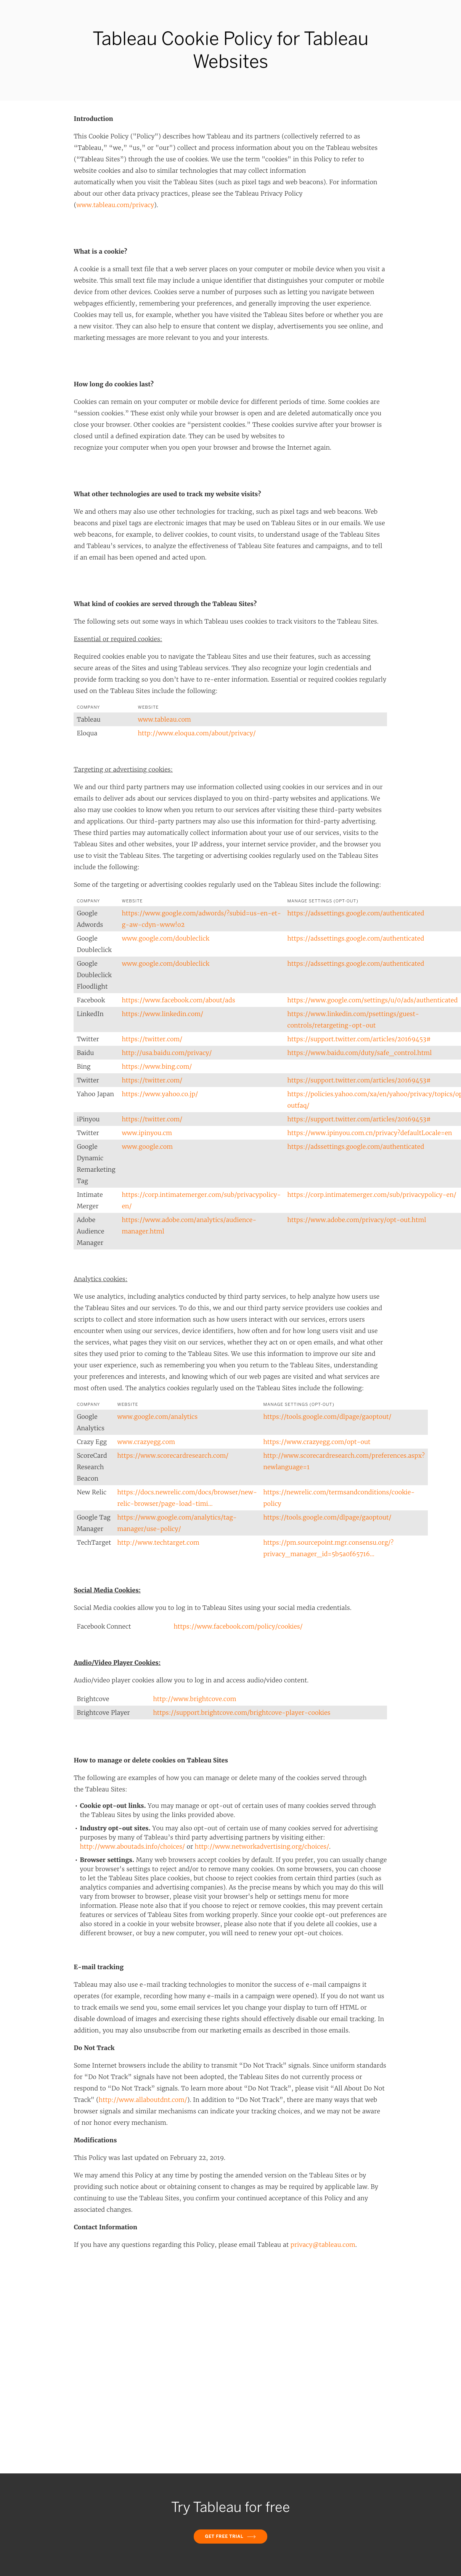 Tableau Cookie Policy for Tableau
Websites
Introduction
This Cookie Policy ("Policy") describes how Tableau and its partners (collectively referred to as
“Tableau,” “we,” “us,” or “our”) collect and process information about you on the Tableau websites
(“Tableau Sites”) through the use of cookies. We use the term "cookies" in this Policy to refer to
website cookies and also to similar technologies that may collect information
automatically when you visit the Tableau Sites (such as pixel tags and web beacons). For information
about our other data privacy practices, please see the Tableau Privacy Policy
(www.tableau.com/privacy).
What is a cookie?
A cookie is a small text file that a web server places on your computer or mobile device when you visit a
website. This small text file may include a unique identifier that distinguishes your computer or mobile
device from other devices. Cookies serve a number of purposes such as letting you navigate between
webpages efficiently, remembering your preferences, and generally improving the user experience.
Cookies may tell us, for example, whether you have visited the Tableau Sites before or whether you are
a new visitor. They can also help to ensure that content we display, advertisements you see online, and
marketing messages are more relevant to you and your interests.
How long do cookies last?
Cookies can remain on your computer or mobile device for different periods of time. Some cookies are
“session cookies.” These exist only while your browser is open and are deleted automatically once you
close your browser. Other cookies are “persistent cookies.” These cookies survive after your browser is
closed until a defined expiration date. They can be used by websites to
recognize your computer when you open your browser and browse the Internet again.
What other technologies are used to track my website visits?
We and others may also use other technologies for tracking, such as pixel tags and web beacons. Web
beacons and pixel tags are electronic images that may be used on Tableau Sites or in our emails. We use
web beacons, for example, to deliver cookies, to count visits, to understand usage of the Tableau Sites
and Tableau's services, to analyze the effectiveness of Tableau Site features and campaigns, and to tell
if an email has been opened and acted upon.
What kind of cookies are served through the Tableau Sites?
The following sets out some ways in which Tableau uses cookies to track visitors to the Tableau Sites.
Essential or required cookies:
Required cookies enable you to navigate the Tableau Sites and use their features, such as accessing
secure areas of the Sites and using Tableau services. They also recognize your login credentials and
provide form tracking so you don't have to re-enter information. Essential or required cookies regularly
used on the Tableau Sites include the following:
COMPANY WEBSITE
Tableau www.tableau.com
Eloqua http://www.eloqua.com/about/privacy/
Targeting or advertising cookies:
We and our third party partners may use information collected using cookies in our services and in our
emails to deliver ads about our services displayed to you on third-party websites and applications. We
also may use cookies to know when you return to our services after visiting these third-party websites
and applications. Our third-party partners may also use this information for third-party advertising.
These third parties may automatically collect information about your use of our services, visits to the
Tableau Sites and other websites, your IP address, your internet service provider, and the browser you
use to visit the Tableau Sites. The targeting or advertising cookies regularly used on the Tableau Sites
include the following:
Some of the targeting or advertising cookies regularly used on the Tableau Sites include the following:
COMPANY WEBSITE MANAGE SETTINGS (OPT-OUT)
Google https://www.google.com/adwords/?subid=us-en-et- https://adssettings.google.com/authenticated
Adwords g-aw-cdyn-www!o2
Google www.google.com/doubleclick https://adssettings.google.com/authenticated
Doubleclick
Google www.google.com/doubleclick https://adssettings.google.com/authenticated
Doubleclick
Floodlight
Facebook https://www.facebook.com/about/ads https://www.google.com/settings/u/0/ads/authenticated
LinkedIn https://www.linkedin.com/ https://www.linkedin.com/psettings/guest-
controls/retargeting-opt-out
Twitter https://twitter.com/ https://support.twitter.com/articles/20169453#
Baidu http://usa.baidu.com/privacy/ https://www.baidu.com/duty/safe_control.html
Bing https://www.bing.com/
Twitter https://twitter.com/ https://support.twitter.com/articles/20169453#
Yahoo Japan https://www.yahoo.co.jp/ https://policies.yahoo.com/xa/en/yahoo/privacy/topics/op
outfaq/
iPinyou https://twitter.com/ https://support.twitter.com/articles/20169453#
Twitter www.ipinyou.cm https://www.ipinyou.com.cn/privacy?defaultLocale=en
Google www.google.com https://adssettings.google.com/authenticated
Dynamic
Remarketing
Tag
Intimate https://corp.intimatemerger.com/sub/privacypolicy- https://corp.intimatemerger.com/sub/privacypolicy-en/
Merger en/
Adobe https://www.adobe.com/analytics/audience- https://www.adobe.com/privacy/opt-out.html
Audience manager.html
Manager
Analytics cookies:
We use analytics, including analytics conducted by third party services, to help analyze how users use
the Tableau Sites and our services. To do this, we and our third party service providers use cookies and
scripts to collect and store information such as how users interact with our services, errors users
encounter when using our services, device identifiers, how often and for how long users visit and use
the services, what pages they visit on our services, whether they act on or open emails, and what other
sites they used prior to coming to the Tableau Sites. We use this information to improve our site and
your user experience, such as remembering you when you return to the Tableau Sites, understanding
your preferences and interests, and knowing which of our web pages are visited and what services are
most often used. The analytics cookies regularly used on the Tableau Sites include the following:
COMPANY WEBSITE MANAGE SETTINGS (OPT-OUT)
Google www.google.com/analytics https://tools.google.com/dlpage/gaoptout/
Analytics
Crazy Egg www.crazyegg.com https://www.crazyegg.com/opt-out
ScoreCard https://www.scorecardresearch.com/ http://www.scorecardresearch.com/preferences.aspx?
Research newlanguage=1
Beacon
New Relic https://docs.newrelic.com/docs/browser/new- https://newrelic.com/termsandconditions/cookie-
relic-browser/page-load-timi... policy
Google Tag https://www.google.com/analytics/tag- https://tools.google.com/dlpage/gaoptout/
Manager manager/use-policy/
TechTarget http://www.techtarget.com https://pm.sourcepoint.mgr.consensu.org/?
privacy_manager_id=5b5a0f65716...
Social Media Cookies:
Social Media cookies allow you to log in to Tableau Sites using your social media credentials.
Facebook Connect https://www.facebook.com/policy/cookies/
Audio/Video Player Cookies:
Audio/video player cookies allow you to log in and access audio/video content.
Brightcove http://www.brightcove.com
Brightcove Player https://support.brightcove.com/brightcove-player-cookies
How to manage or delete cookies on Tableau Sites
The following are examples of how you can manage or delete many of the cookies served through
the Tableau Sites:
• Cookie opt-out links. You may manage or opt-out of certain uses of many cookies served through
the Tableau Sites by using the links provided above.
• Industry opt-out sites. You may also opt-out of certain use of many cookies served for advertising
purposes by many of Tableau's third party advertising partners by visiting either:
http://www.aboutads.info/choices/ or http://www.networkadvertising.org/choices/.
• Browser settings. Many web browsers accept cookies by default. If you prefer, you can usually change
your browser's settings to reject and/or to remove many cookies. On some browsers, you can choose
to let the Tableau Sites place cookies, but choose to reject cookies from certain third parties (such as
analytics companies and advertising companies). As the precise means by which you may do this will
vary from browser to browser, please visit your browser's help or settings menu for more
information. Please note also that if you choose to reject or remove cookies, this may prevent certain
features or services of Tableau Sites from working properly. Since your cookie opt-out preferences are
also stored in a cookie in your website browser, please also note that if you delete all cookies, use a
different browser, or buy a new computer, you will need to renew your opt-out choices.
E-mail tracking
Tableau may also use e-mail tracking technologies to monitor the success of e-mail campaigns it
operates (for example, recording how many e-mails in a campaign were opened). If you do not want us
to track emails we send you, some email services let you change your display to turn off HTML or
disable download of images and exercising these rights should effectively disable our email tracking. In
addition, you may also unsubscribe from our marketing emails as described in those emails.
Do Not Track
Some Internet browsers include the ability to transmit “Do Not Track” signals. Since uniform standards
for “Do Not Track” signals have not been adopted, the Tableau Sites do not currently process or
respond to “Do Not Track” signals. To learn more about “Do Not Track”, please visit “All About Do Not
Track” (http://www.allaboutdnt.com/). In addition to “Do Not Track”, there are many ways that web
browser signals and similar mechanisms can indicate your tracking choices, and we may not be aware
of nor honor every mechanism.
Modifications
This Policy was last updated on February 22, 2019.
We may amend this Policy at any time by posting the amended version on the Tableau Sites or by
providing such notice about or obtaining consent to changes as may be required by applicable law. By
continuing to use the Tableau Sites, you confirm your continued acceptance of this Policy and any
associated changes.
Contact Information
If you have any questions regarding this Policy, please email Tableau at privacy@tableau.com.
Try Tableau for free
GET FREE TRIAL